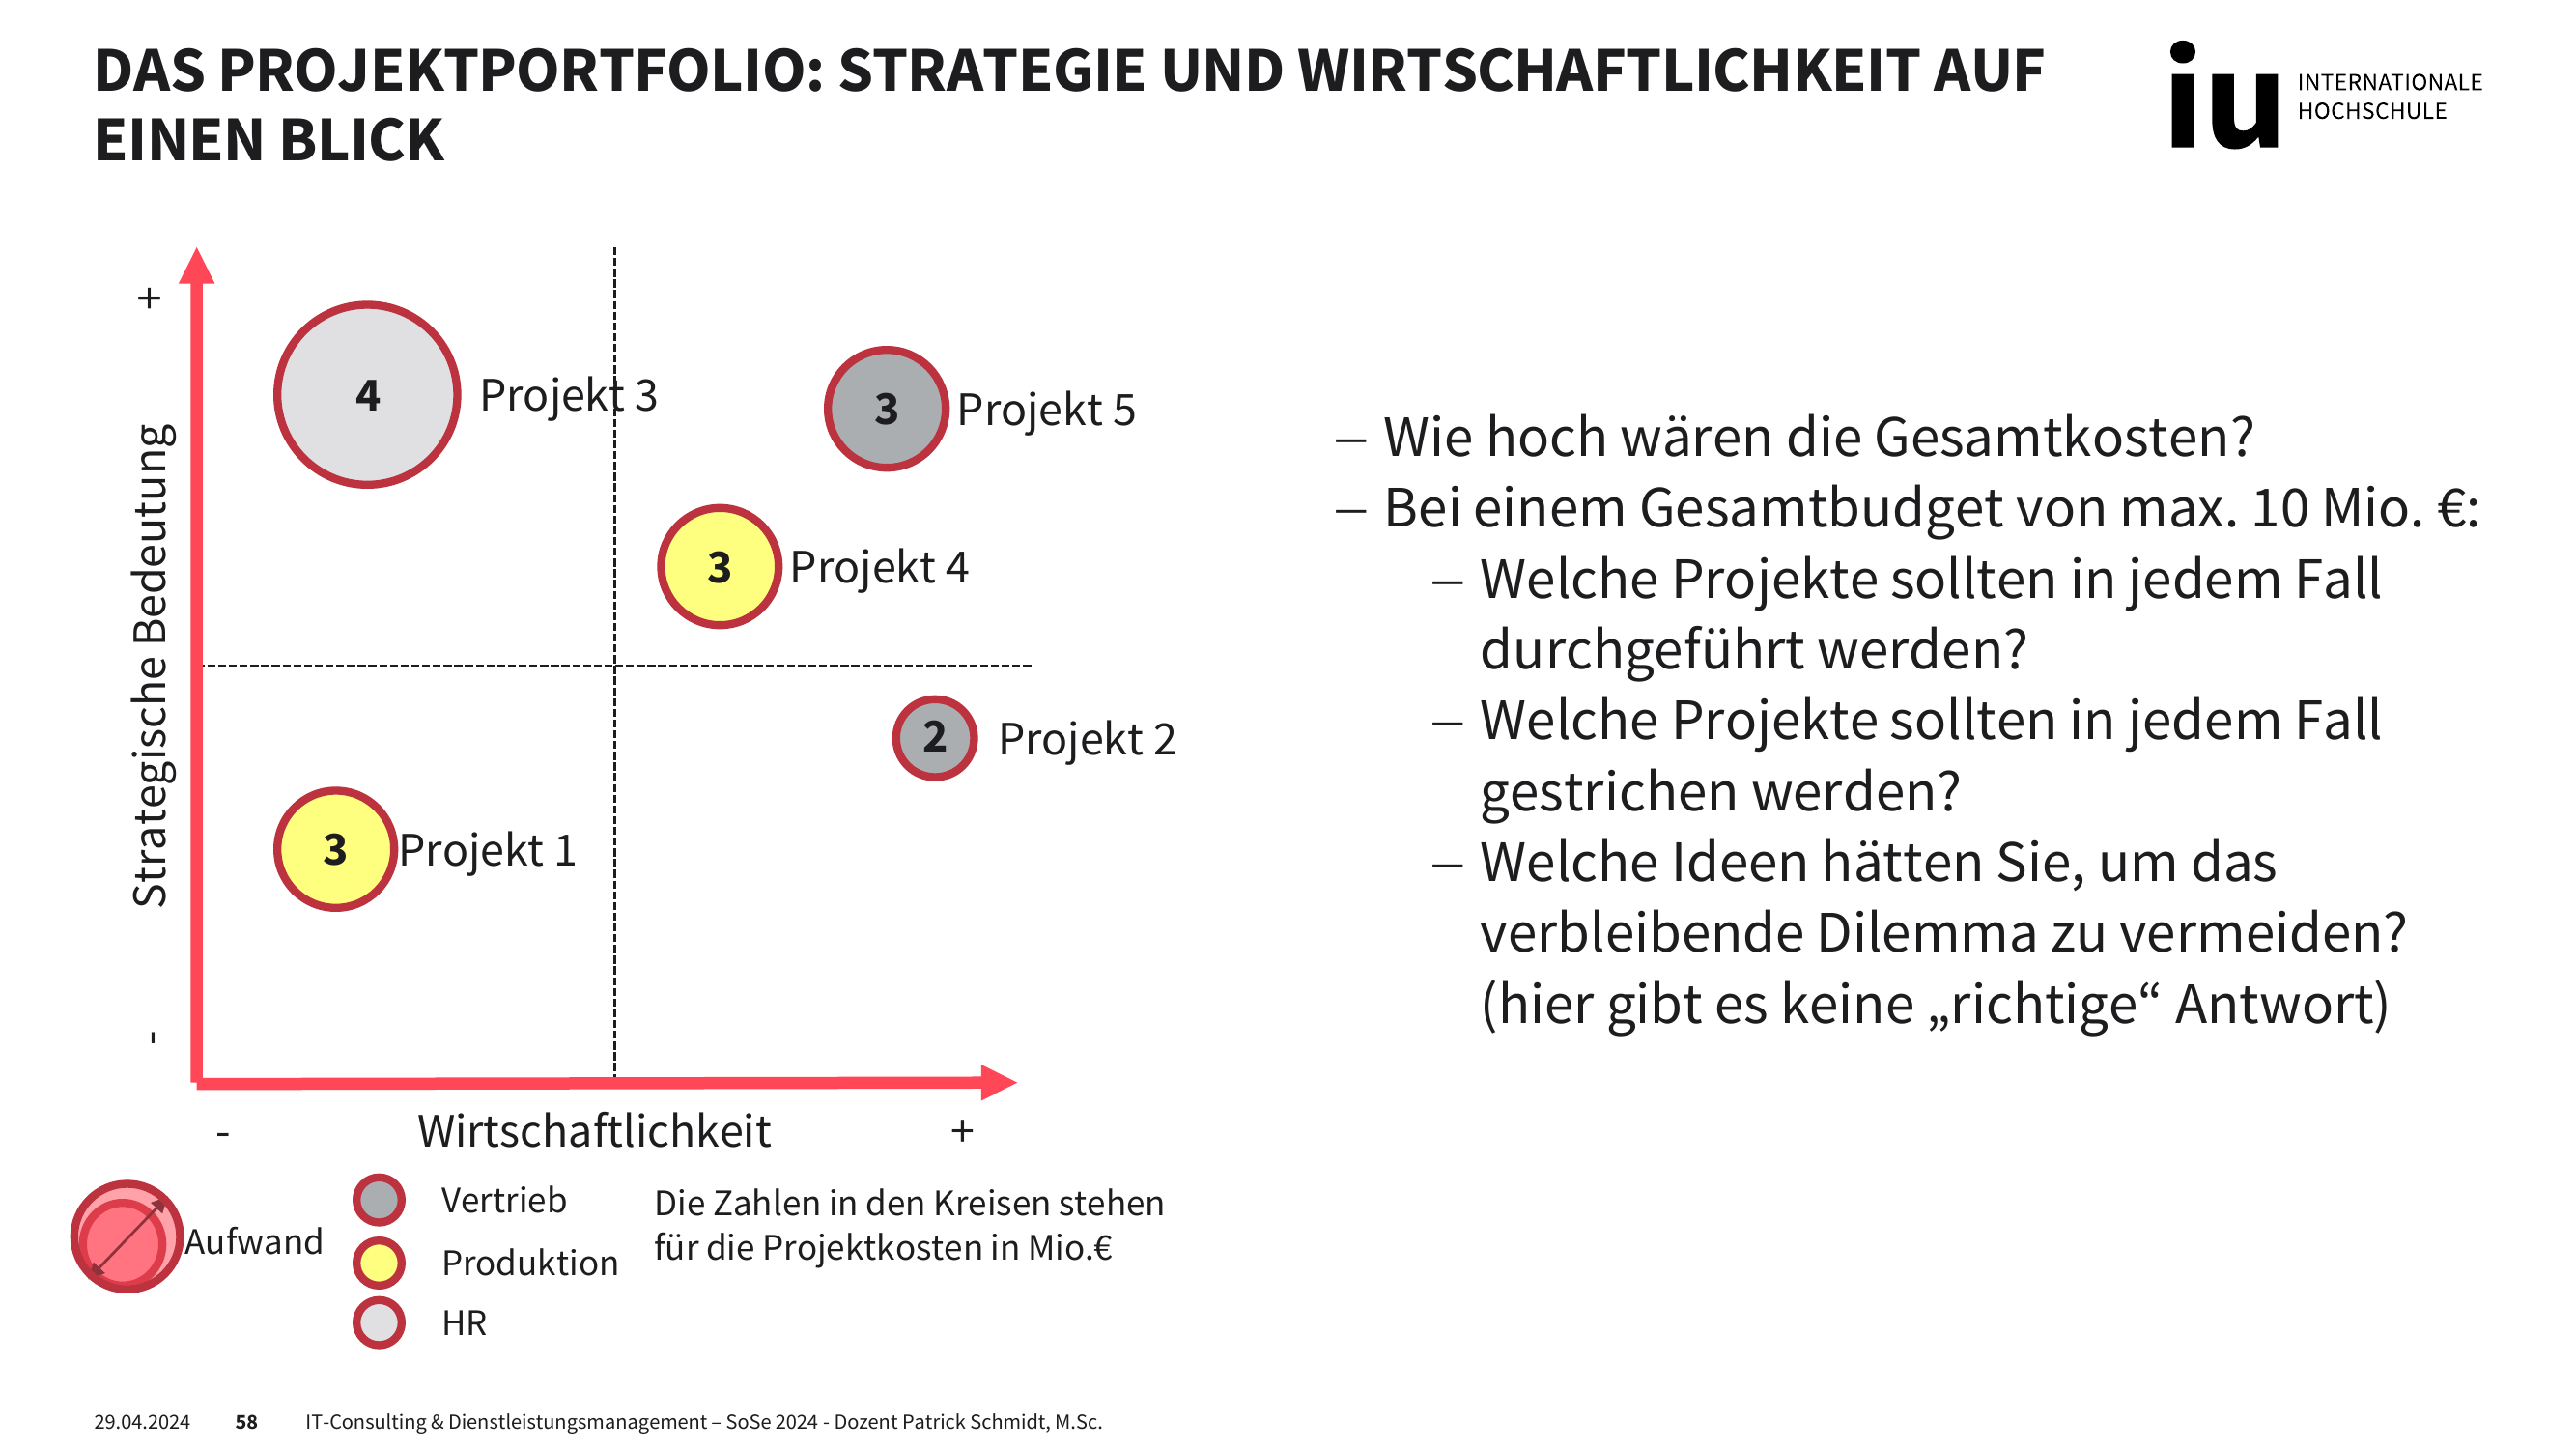 DAS PROJEKTPORTFOLIO: STRATEGIE UND WIRTSCHAFTLICHKEIT AUF
EINEN BLICK
iu INTERNATIONALE
HOCHSCHULE
+
Strategische Bedeutung
-
4
Projekt 3
3
Projekt 5
3
Projekt 4
2
Projekt 2
3
Projekt 1
-
Wirtschaftlichkeit
+
Aufwand
Vertrieb
Produktion
HR
Die Zahlen in den Kreisen stehen
für die Projektkosten in Mio.€
– Wie hoch wären die Gesamtkosten?
– Bei einem Gesamtbudget von max. 10 Mio. €:
– Welche Projekte sollten in jedem Fall
durchgeführt werden?
– Welche Projekte sollten in jedem Fall
gestrichen werden?
– Welche Ideen hätten Sie, um das
verbleibende Dilemma zu vermeiden?
(hier gibt es keine „richtige“ Antwort)
29.04.2024
58
IT-Consulting & Dienstleistungsmanagement – SoSe 2024 - Dozent Patrick Schmidt, M.Sc.